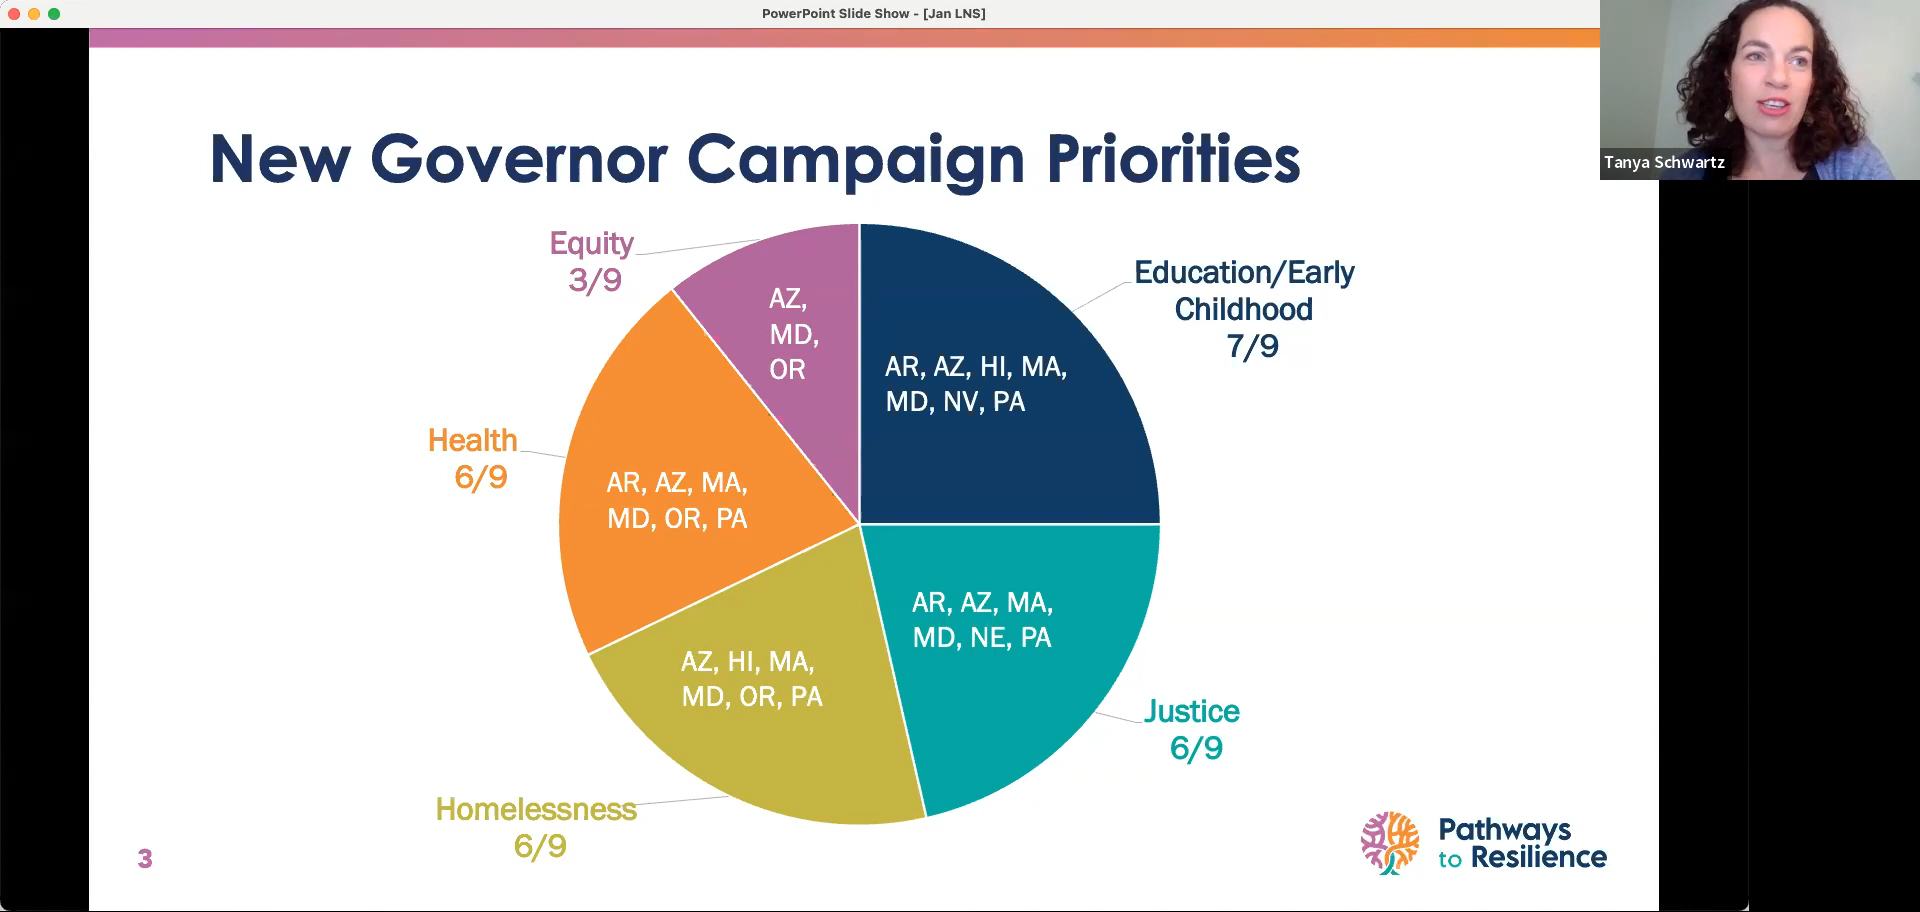 PowerPoint Slide Show - [Jan LNS]
Tanya Schwartz
New Governor Campaign Priorities
Equity
3/9
AZ,
MD,
OR
Education/Early
Childhood
7/9
AR, AZ, HI, MA,
MD, NV, PA
Health
6/9
AR, AZ, MA,
MD, OR, PA
AR, AZ, MA,
MD, NE, PA
Justice
6/9
AZ, HI, MA,
MD, OR, PA
Homelessness
6/9
3
Pathways
to Resilience